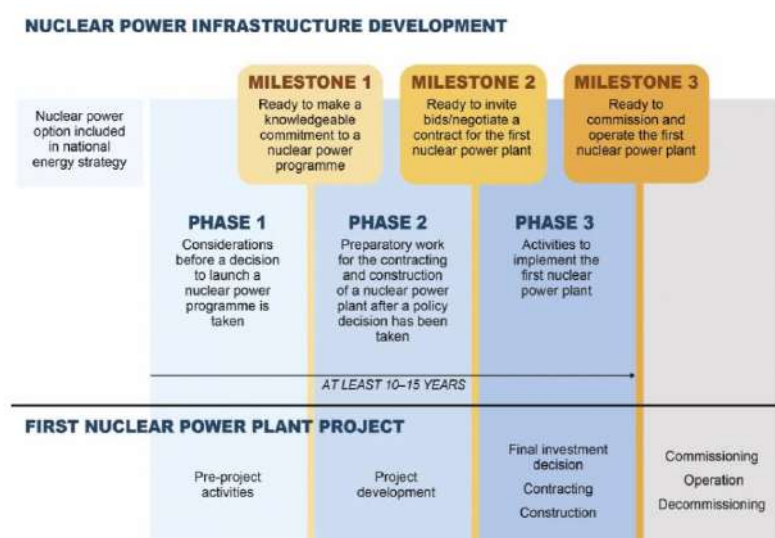 NUCLEAR POWER INFRASTRUCTURE DEVELOPMENT
Nuclear power
option included
in national
energy strategy
MILESTONE 1
Ready to make a
knowledgeable
commitment to a
nuclear power
programme
MILESTONE 2
Ready to invite
bids/negotiate a
contract for the first
nuclear power plant
MILESTONE 3
Ready to
commission and
operate the first
nuclear power plant
PHASE 1
Considerations
before a decision
to launch a
nuclear power
programme is
taken
PHASE 2
Preparatory work
for the contracting
and construction
of a nuclear power
plant after a policy
decision has been
taken
PHASE 3
Activities to
implement the
first nuclear
power plant
AT LEAST 10–15 YEARS
FIRST NUCLEAR POWER PLANT PROJECT
Pre-project
activities
Project
development
Final investment
decision
Contracting
Construction
Commissioning
Operation
Decommissioning